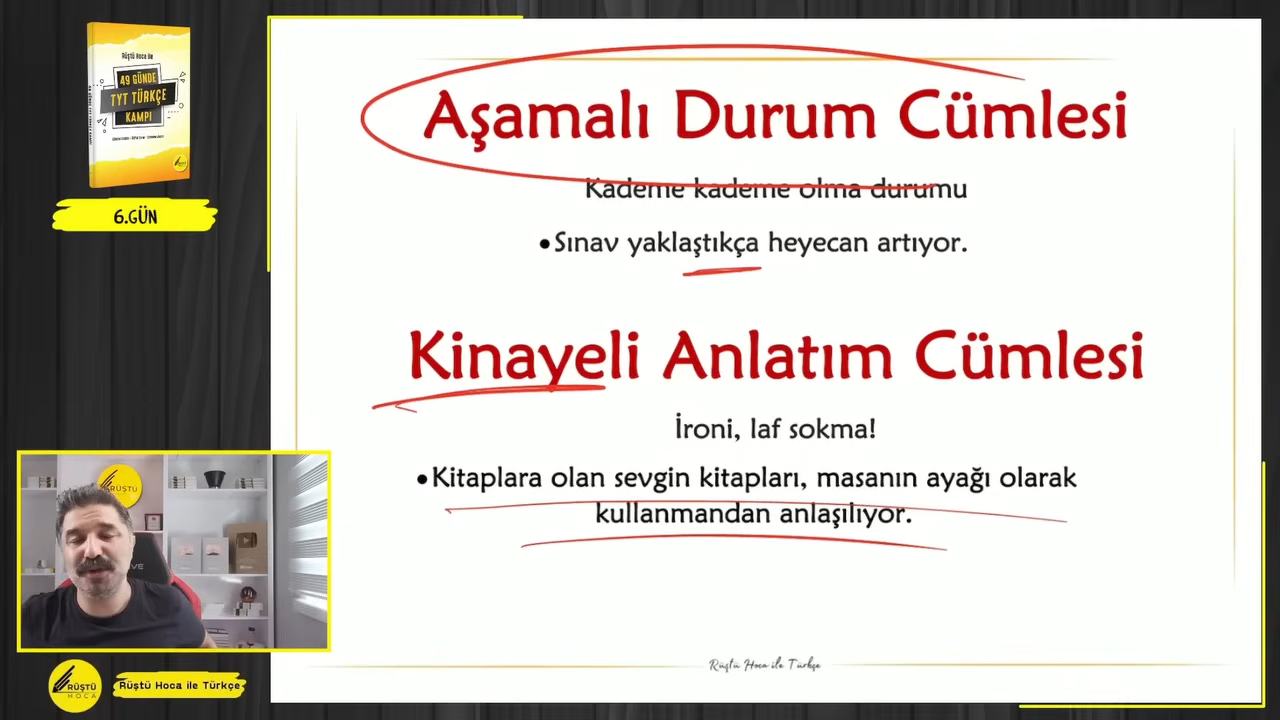 Rüştü Hoca ile
49 GÜNDE
TYT TÜRKÇE
KAMPI
6.GÜN
Aşamalı Durum Cümlesi
Kademe kademe olma durumu
•Sınav yaklaştıkça heyecan artıyor.
Kinayeli Anlatım Cümlesi
İroni, laf sokma!
•Kitaplara olan sevgin kitapları, masanın ayağı olarak
kullanmandan anlaşılıyor.
RÜŞTÜ
RÜŞTÜ
HOCA
Rüştü Hoca ile Türkçe
Rüştü Hoca ile Türkçe